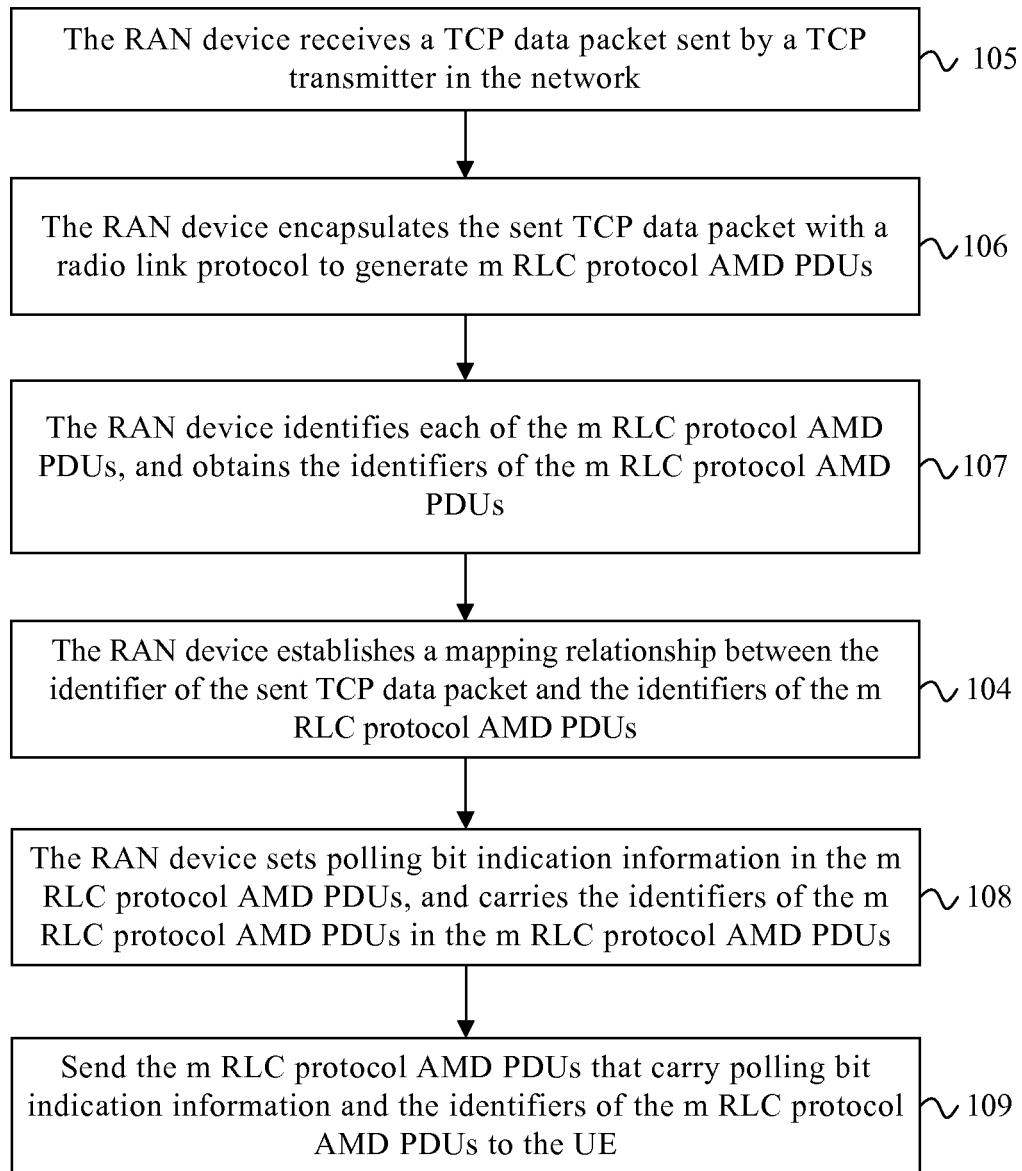 The RAN device receives a TCP data packet sent by a TCP
transmitter in the network
105
The RAN device encapsulates the sent TCP data packet with a
radio link protocol to generate m RLC protocol AMD PDUs
106
The RAN device identifies each of the m RLC protocol AMD
PDUs, and obtains the identifiers of the m RLC protocol AMD
PDUs
107
The RAN device establishes a mapping relationship between the
identifier of the sent TCP data packet and the identifiers of the m
RLC protocol AMD PDUs
104
The RAN device sets polling bit indication information in the m
RLC protocol AMD PDUs, and carries the identifiers of the m
RLC protocol AMD PDUs in the m RLC protocol AMD PDUs
108
Send the m RLC protocol AMD PDUs that carry polling bit
indication information and the identifiers of the m RLC protocol
AMD PDUs to the UE
109